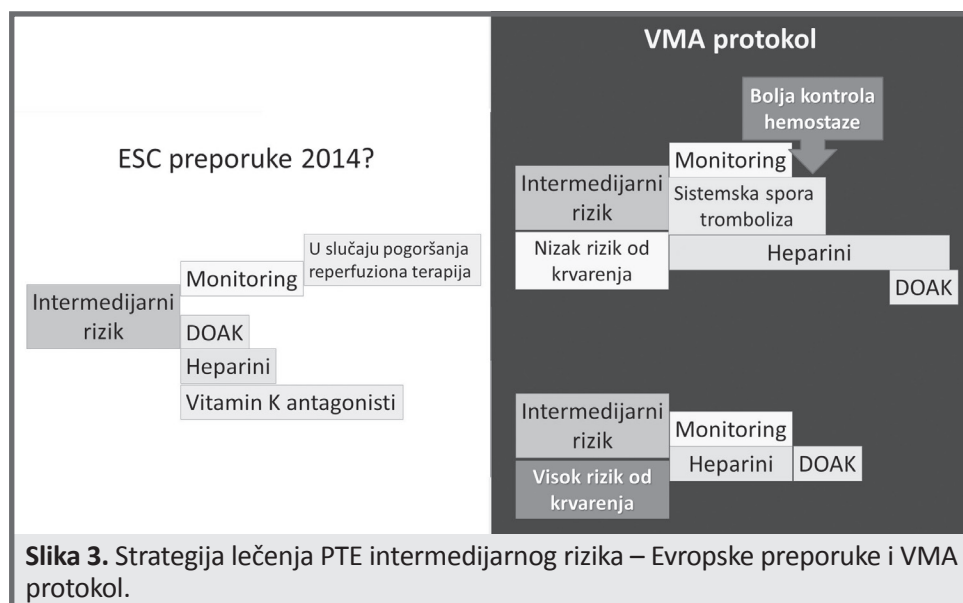 ESC preporuke 2014?
Intermedijarni
rizik
Monitoring
U slučaju pogoršanja
reperfuziona terapija
DOAK
Heparini
Vitamin K antagonisti
VMA protokol
Bolja kontrola
hemostaze
Intermedijarni
rizik
Nizak rizik od
krvarenja
Monitoring
Sistemska spora
tromboliza
Heparini
DOAK
Intermedijarni
rizik
Visok rizik od
krvarenja
Monitoring
Heparini
DOAK
Slika 3. Strategija lečenja PTE intermedijarnog rizika – Evropske preporuke i VMA
protokol.